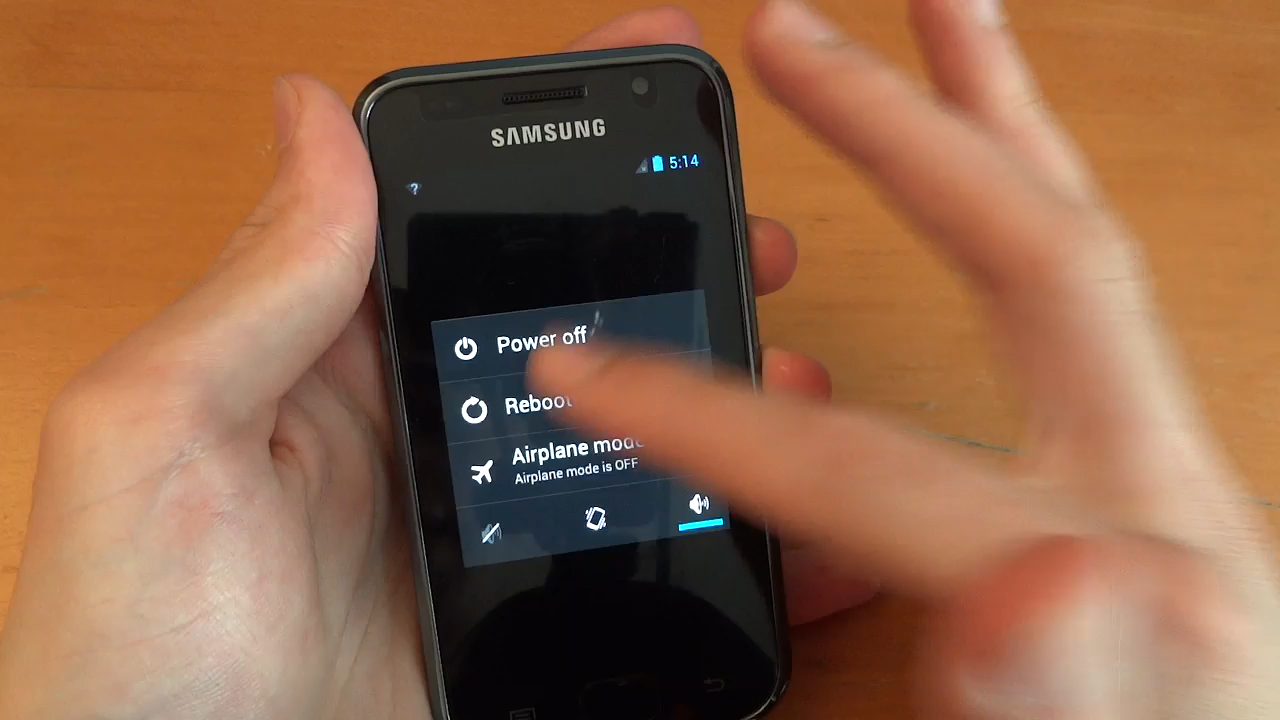 SAMSUNG
5:14
?
Power off
Reboot
Airplane mode
Airplane mode is OFF